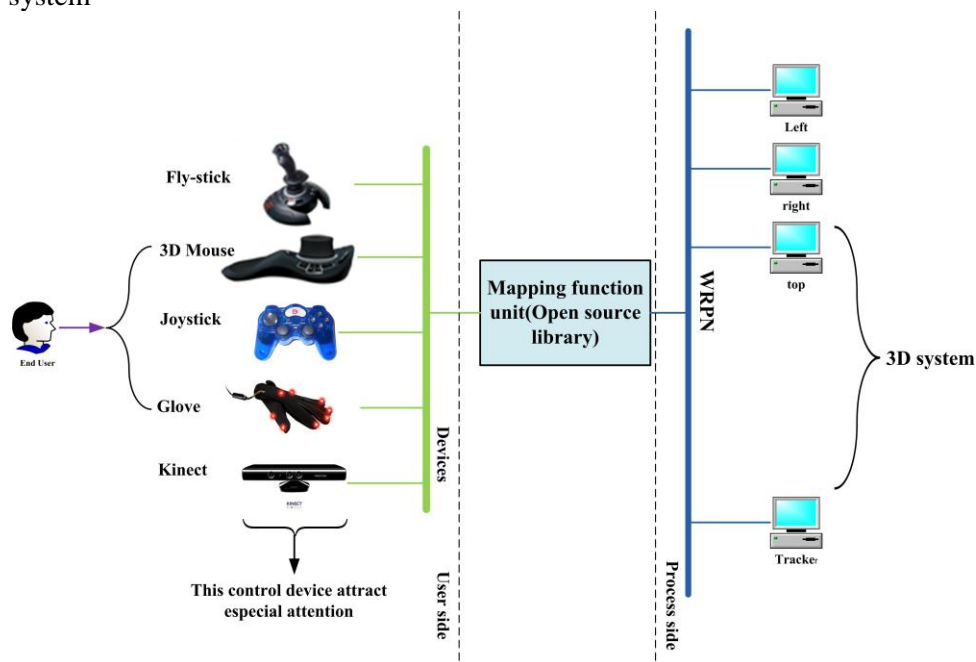 system
Fly-stick
3D Mouse
Joystick
Glove
Kinect
End User
KINECT
This control device attract
especial attention
Devices
User side
Mapping function
unit(Open source
library)
Process side
WRPN
Left
right
top
Tracker
3D system